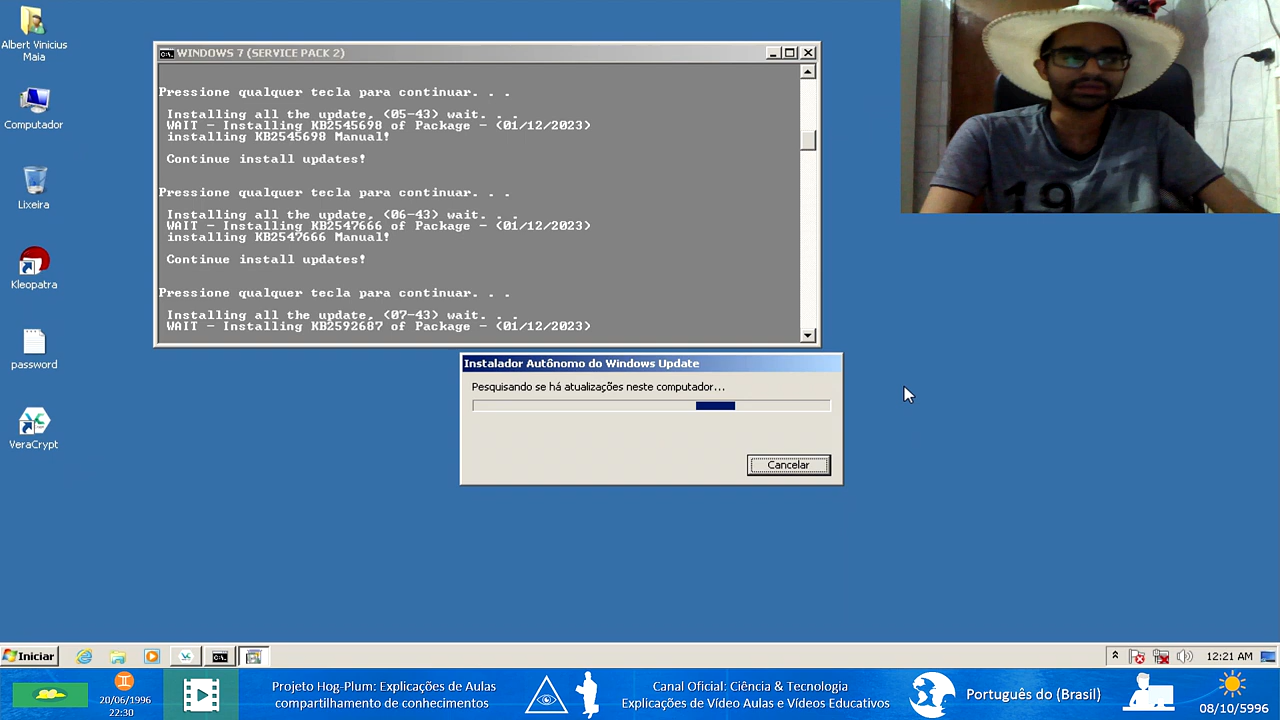 Albert Vinicius
Maia
Computador
Lixeira
Kleopatra
password
VeraCrypt
WINDOWS 7 (SERVICE PACK 2)
Pressione qualquer tecla para continuar. . .
Installing all the update, (05-43) wait. . .
WAIT - Installing KB2545698 of Package - (01/12/2023)
installing KB2545698 Manual!
Continue install updates!
Pressione qualquer tecla para continuar. . .
Installing all the update, (06-43) wait. . .
WAIT - Installing KB2547666 of Package - (01/12/2023)
installing KB2547666 Manual!
Continue install updates!
Pressione qualquer tecla para continuar. . .
Installing all the update, (07-43) wait. . .
WAIT - Installing KB2592687 of Package - (01/12/2023)
Instalador Autônomo do Windows Update
Pesquisando se há atualizações neste computador...
Cancelar
197
Iniciar
12:21 AM
20/06/1996
22:30
Projeto Hog-Plum: Explicações de Aulas
compartilhamento de conhecimentos
Canal Oficial: Ciência & Tecnologia
Explicações de Vídeo Aulas e Vídeos Educativos
Português do (Brasil)
08/10/5996